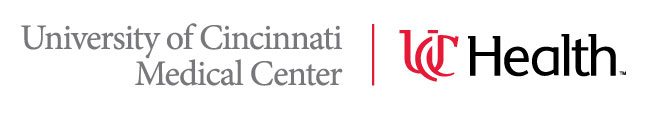 University of Cincinnati
Medical Center
UC Health™